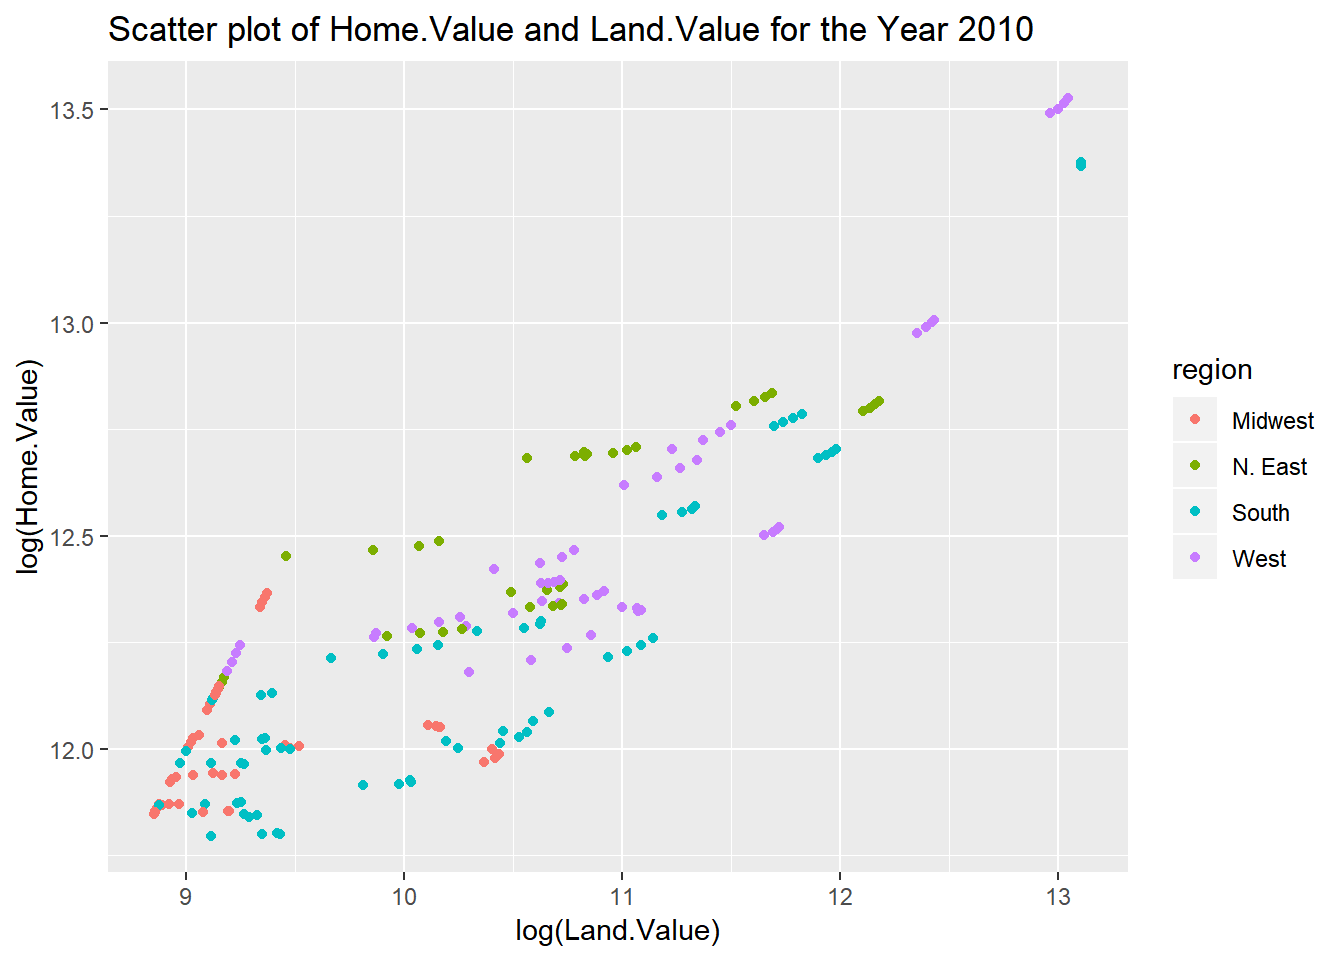 Scatter plot of Home.Value and Land.Value for the Year 2010
13.5
13.0
12.5
12.0
log(Home.Value)
9 10 11 12 13
log(Land.Value)
region
Midwest
N. East
South
West